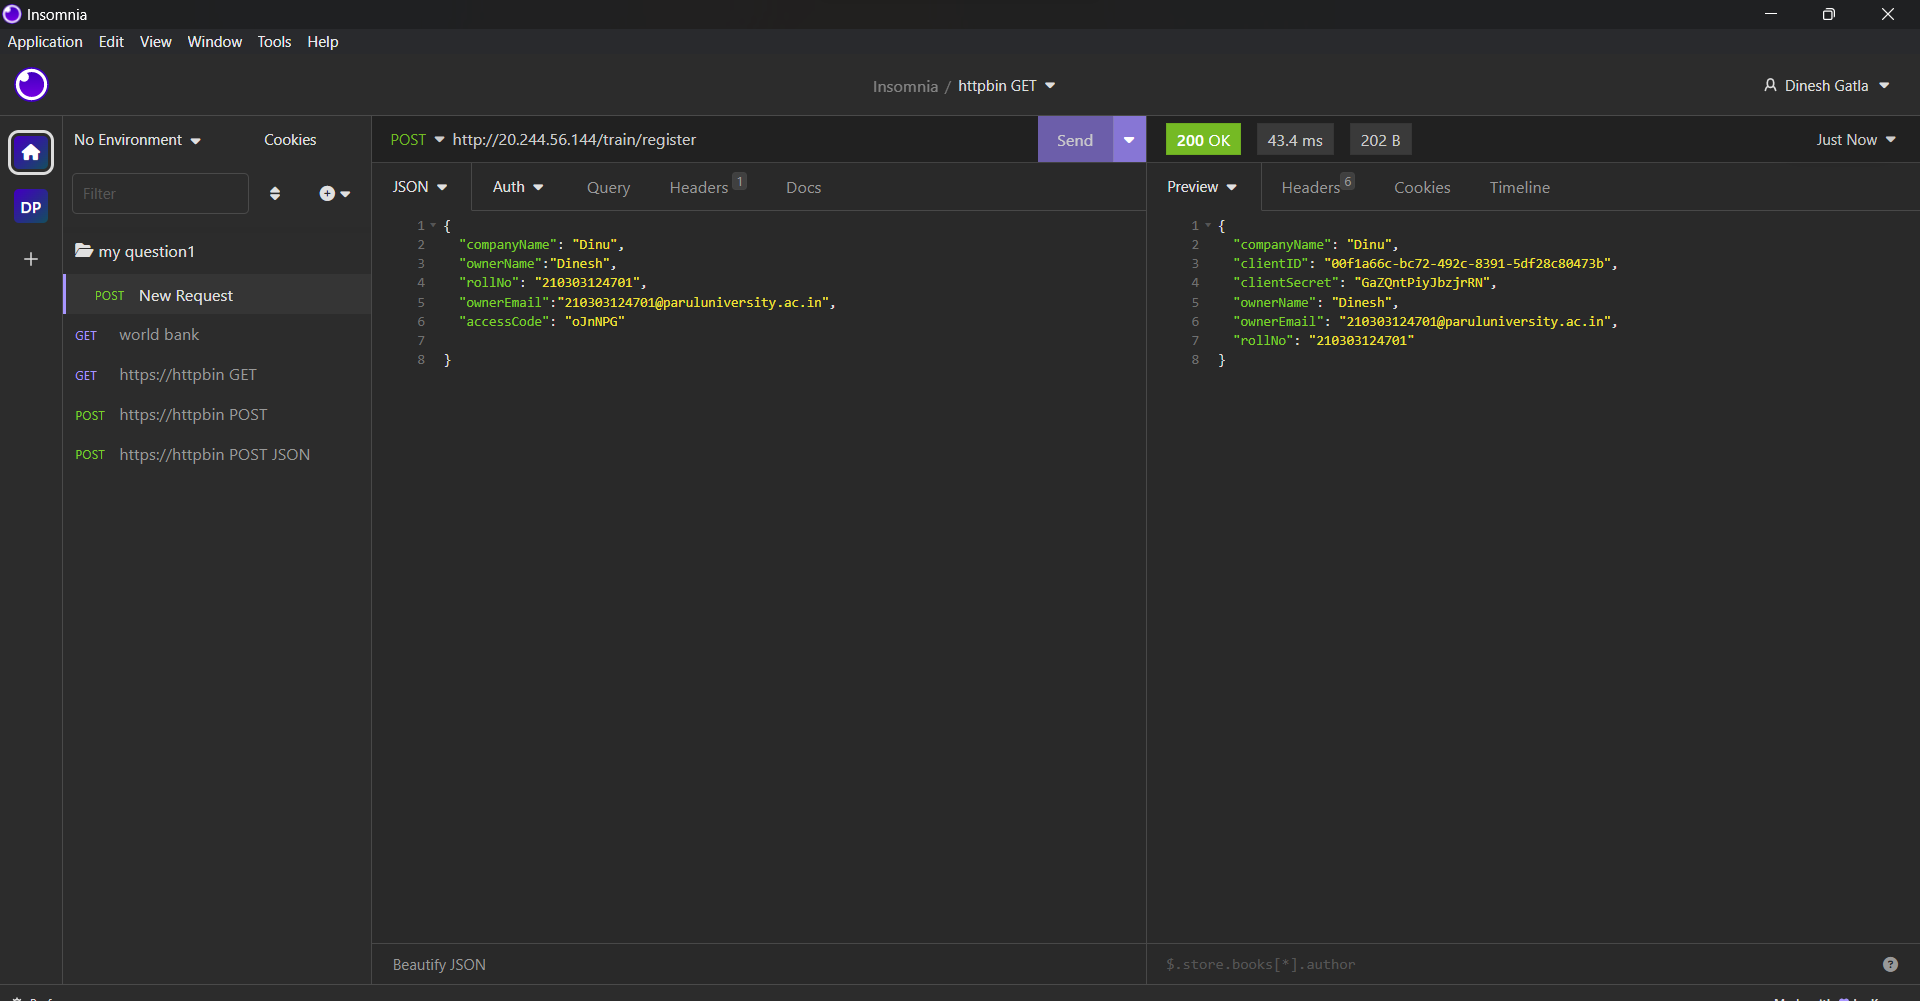 Insomnia
Application Edit View Window Tools Help
Insomnia / httpbin GET
Dinesh Gatla
No Environment
Cookies
POST http://20.244.56.144/train/register
Send
200 OK
43.4 ms
202 B
Just Now
DP
Filter
my question1
POST New Request
GET world bank
GET https://httpbin GET
POST https://httpbin POST
POST https://httpbin POST JSON
JSON Auth Query Headers 1 Docs
1 {
2 "companyName": "Dinu",
3 "ownerName":"Dinesh",
4 "rollNo": "210303124701",
5 "ownerEmail":"210303124701@paruluniversity.ac.in",
6 "accessCode": "oJnNPG"
7
8 }
Beautify JSON
Preview Headers 6 Cookies Timeline
1 {
2 "companyName": "Dinu",
3 "clientID": "00f1a66c-bc72-492c-8391-5df28c80473b",
4 "clientSecret": "GaZQntPiyJbzjrRN",
5 "ownerName": "Dinesh",
6 "ownerEmail": "210303124701@paruluniversity.ac.in",
7 "rollNo": "210303124701"
8 }
$.store.books[*].author
?